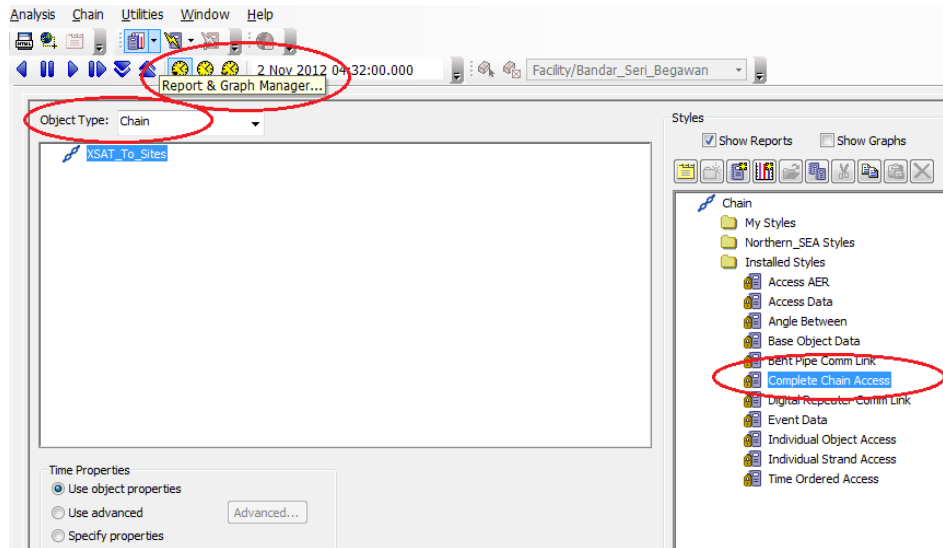 Analysis Chain Utilities Window Help
2 Nov 2012 04:32:00.000
Facility/Bandar_Seri_Begawan
Report & Graph Manager...
Object Type: Chain
XSAT_To_Sites
Styles
Show Reports Show Graphs
Chain
My Styles
Northern_SEA Styles
Installed Styles
Access AER
Access Data
Angle Between
Base Object Data
Bent Pipe Comm Link
Complete Chain Access
Digital Repeater Comm Link
Event Data
Individual Object Access
Individual Strand Access
Time Ordered Access
Time Properties
Use object properties
Use advanced Advanced...
Specify properties